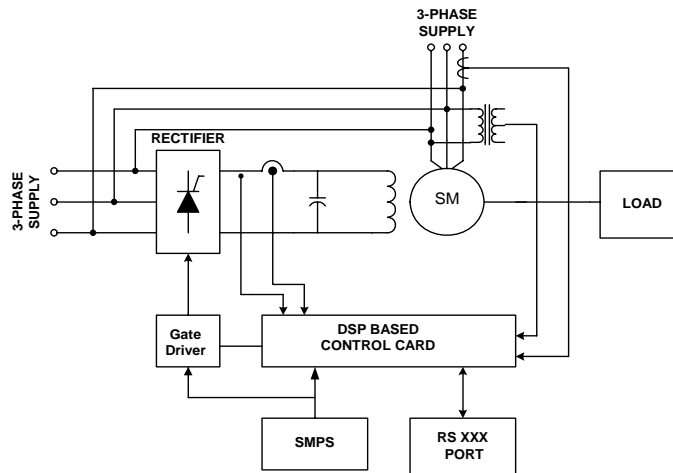 3-PHASE
SUPPLY
RECTIFIER
3-PHASE
SUPPLY
SM
LOAD
Gate
Driver
DSP BASED
CONTROL CARD
SMPS
RS XXX
PORT